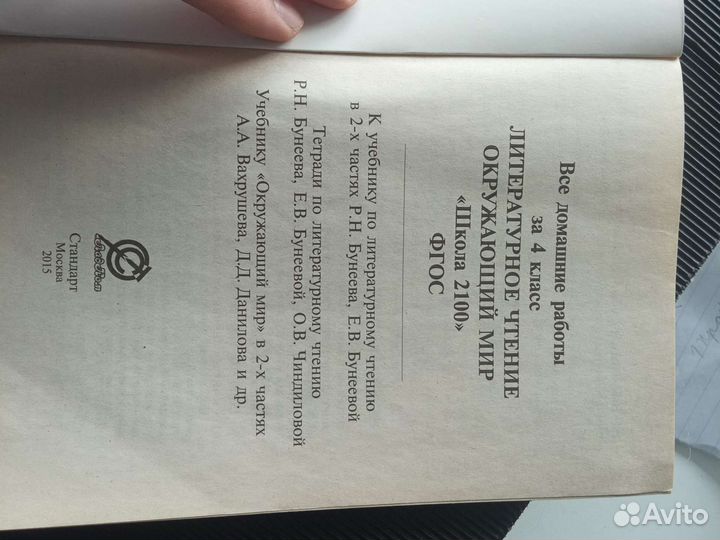 Все домашние работы
за 4 класс
ЛИТЕРАТУРНОЕ ЧТЕНИЕ
ОКРУЖАЮЩИЙ МИР
«Школа 2100»
ФГОС
К учебнику по литературному чтению
в 2-х частях Р.Н. Бунеева, Е.В. Бунеевой
Тетради по литературному чтению
Р.Н. Бунеева, Е.В. Бунеевой, О.В. Чиндиловой
Учебнику «Окружающий мир» в 2-х частях
А.А. Вахрушева, Д.Д. Данилова и др.
Стандарт
Москва
2015
Avito